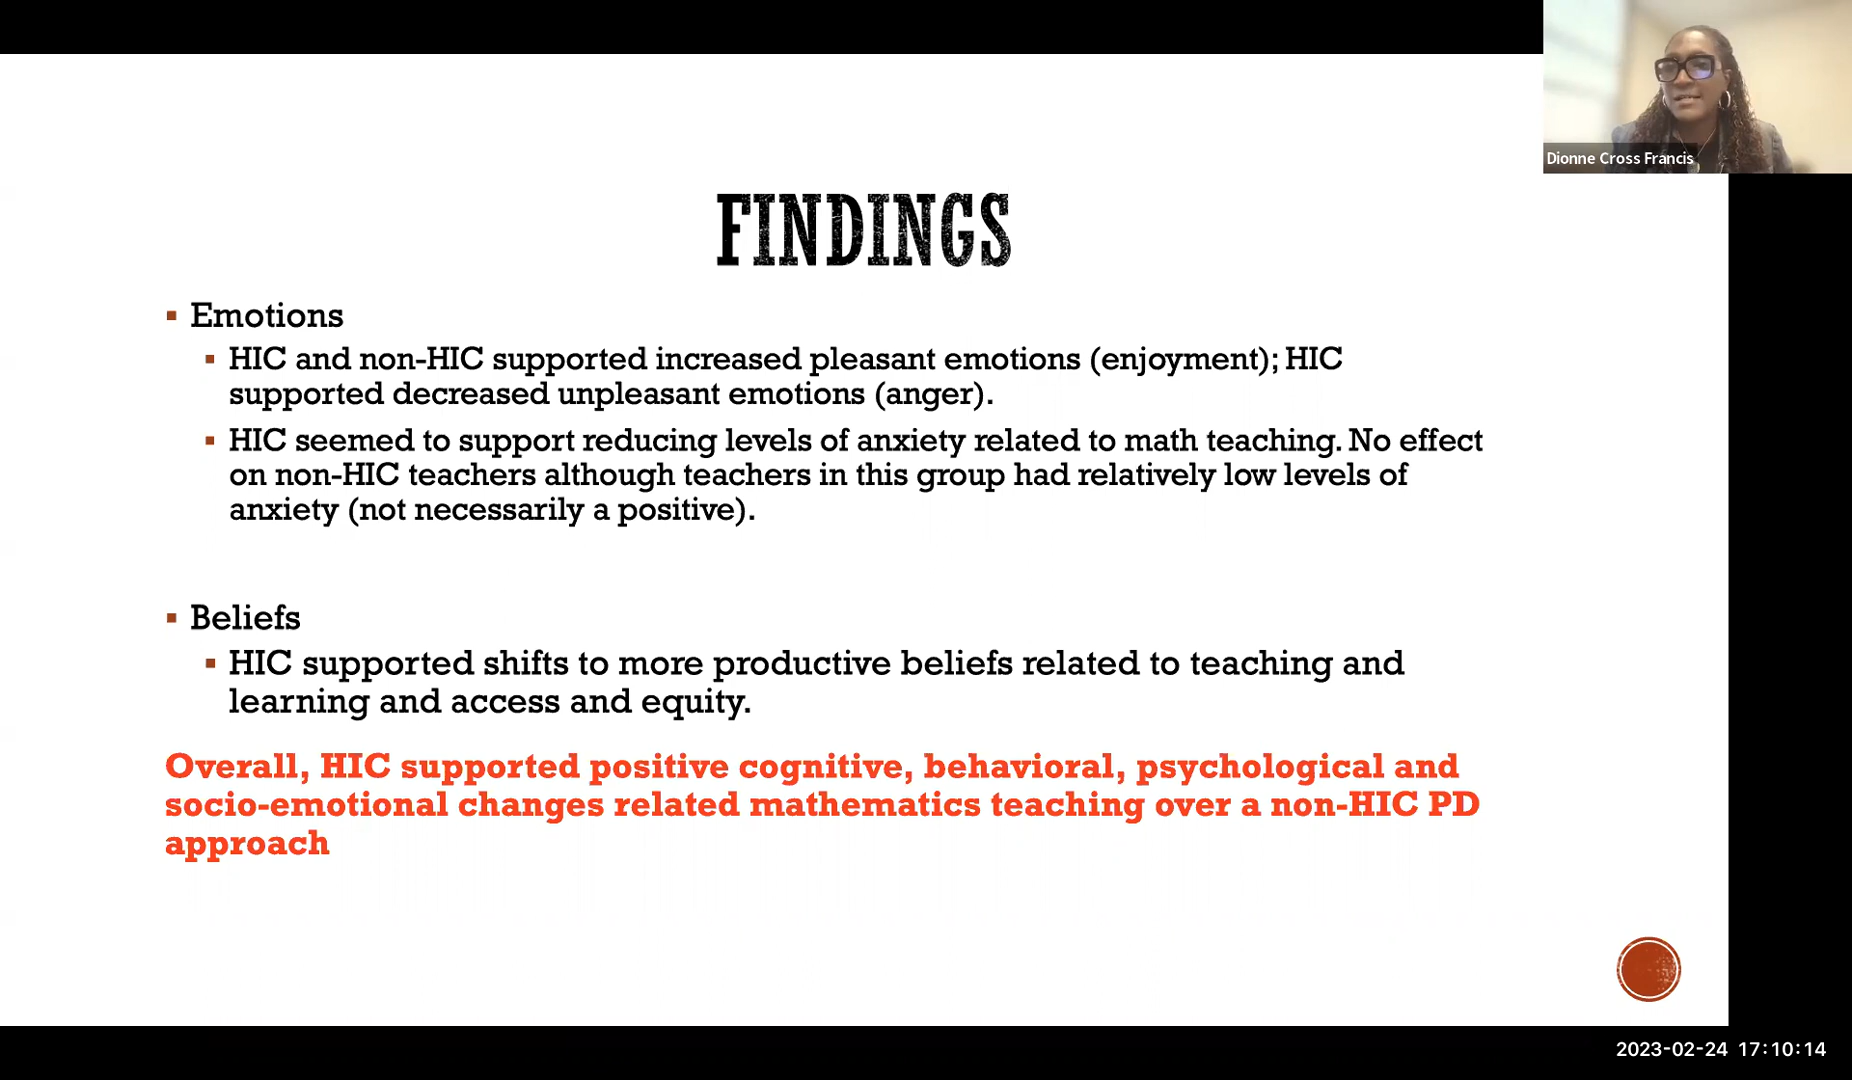 Dionne Cross Francis
FINDINGS
Emotions
HIC and non-HIC supported increased pleasant emotions (enjoyment); HIC
supported decreased unpleasant emotions (anger).
HIC seemed to support reducing levels of anxiety related to math teaching. No effect
on non-HIC teachers although teachers in this group had relatively low levels of
anxiety (not necessarily a positive).
Beliefs
HIC supported shifts to more productive beliefs related to teaching and
learning and access and equity.
Overall, HIC supported positive cognitive, behavioral, psychological and
socio-emotional changes related mathematics teaching over a non-HIC PD
approach
2023-02-24 17:10:14